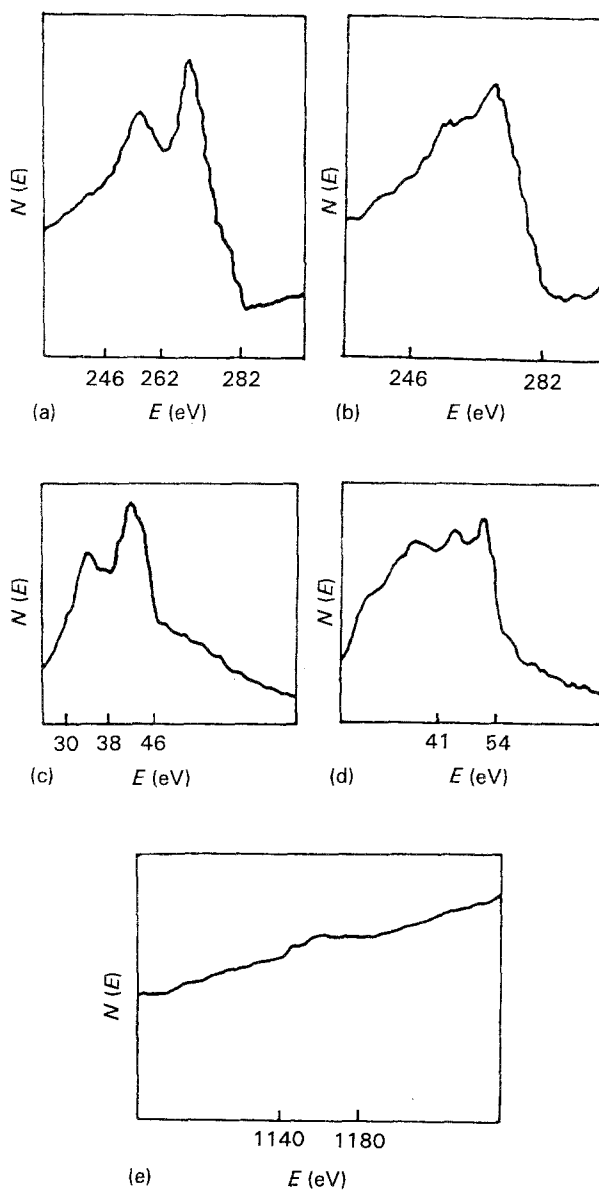 N (E)
246 262 282
(a) E (eV)
N (E)
246 282
(b) E (eV)
N (E)
30 38 46
(c) E (eV)
N (E)
41 54
(d) E (eV)
N (E)
1140 1180
(e) E (eV)